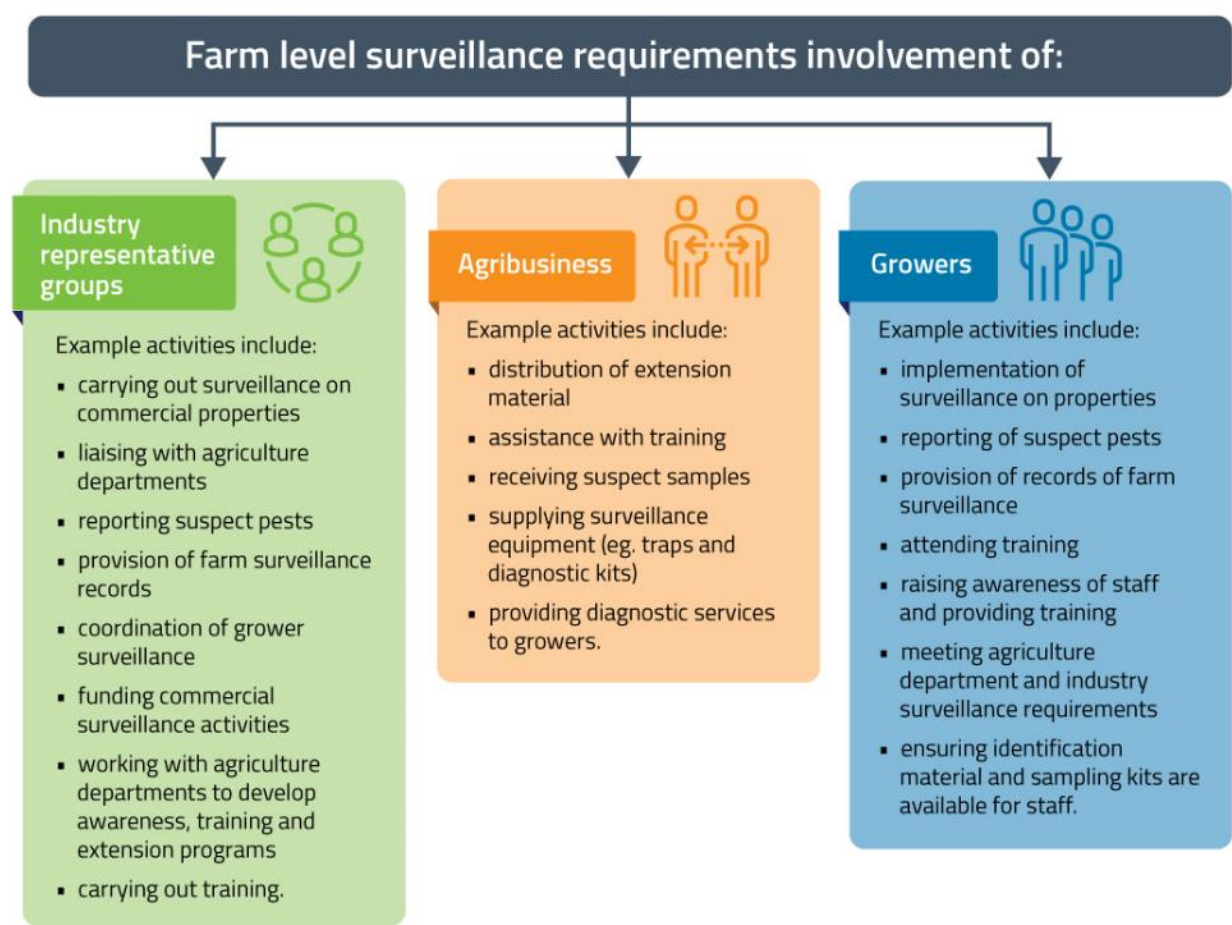 Farm level surveillance requirements involvement of:
Industry
representative
groups
Example activities include:
▪ carrying out surveillance on
commercial properties
▪ liaising with agriculture
departments
▪ reporting suspect pests
▪ provision of farm surveillance
records
▪ coordination of grower
surveillance
▪ funding commercial
surveillance activities
▪ working with agriculture
departments to develop
awareness, training and
extension programs
▪ carrying out training.
Agribusiness
Example activities include:
▪ distribution of extension
material
▪ assistance with training
▪ receiving suspect samples
▪ supplying surveillance
equipment (eg. traps and
diagnostic kits)
▪ providing diagnostic services
to growers.
Growers
Example activities include:
▪ implementation of
surveillance on properties
▪ reporting of suspect pests
▪ provision of records of farm
surveillance
▪ attending training
▪ raising awareness of staff
and providing training
▪ meeting agriculture
department and industry
surveillance requirements
▪ ensuring identification
material and sampling kits are
available for staff.